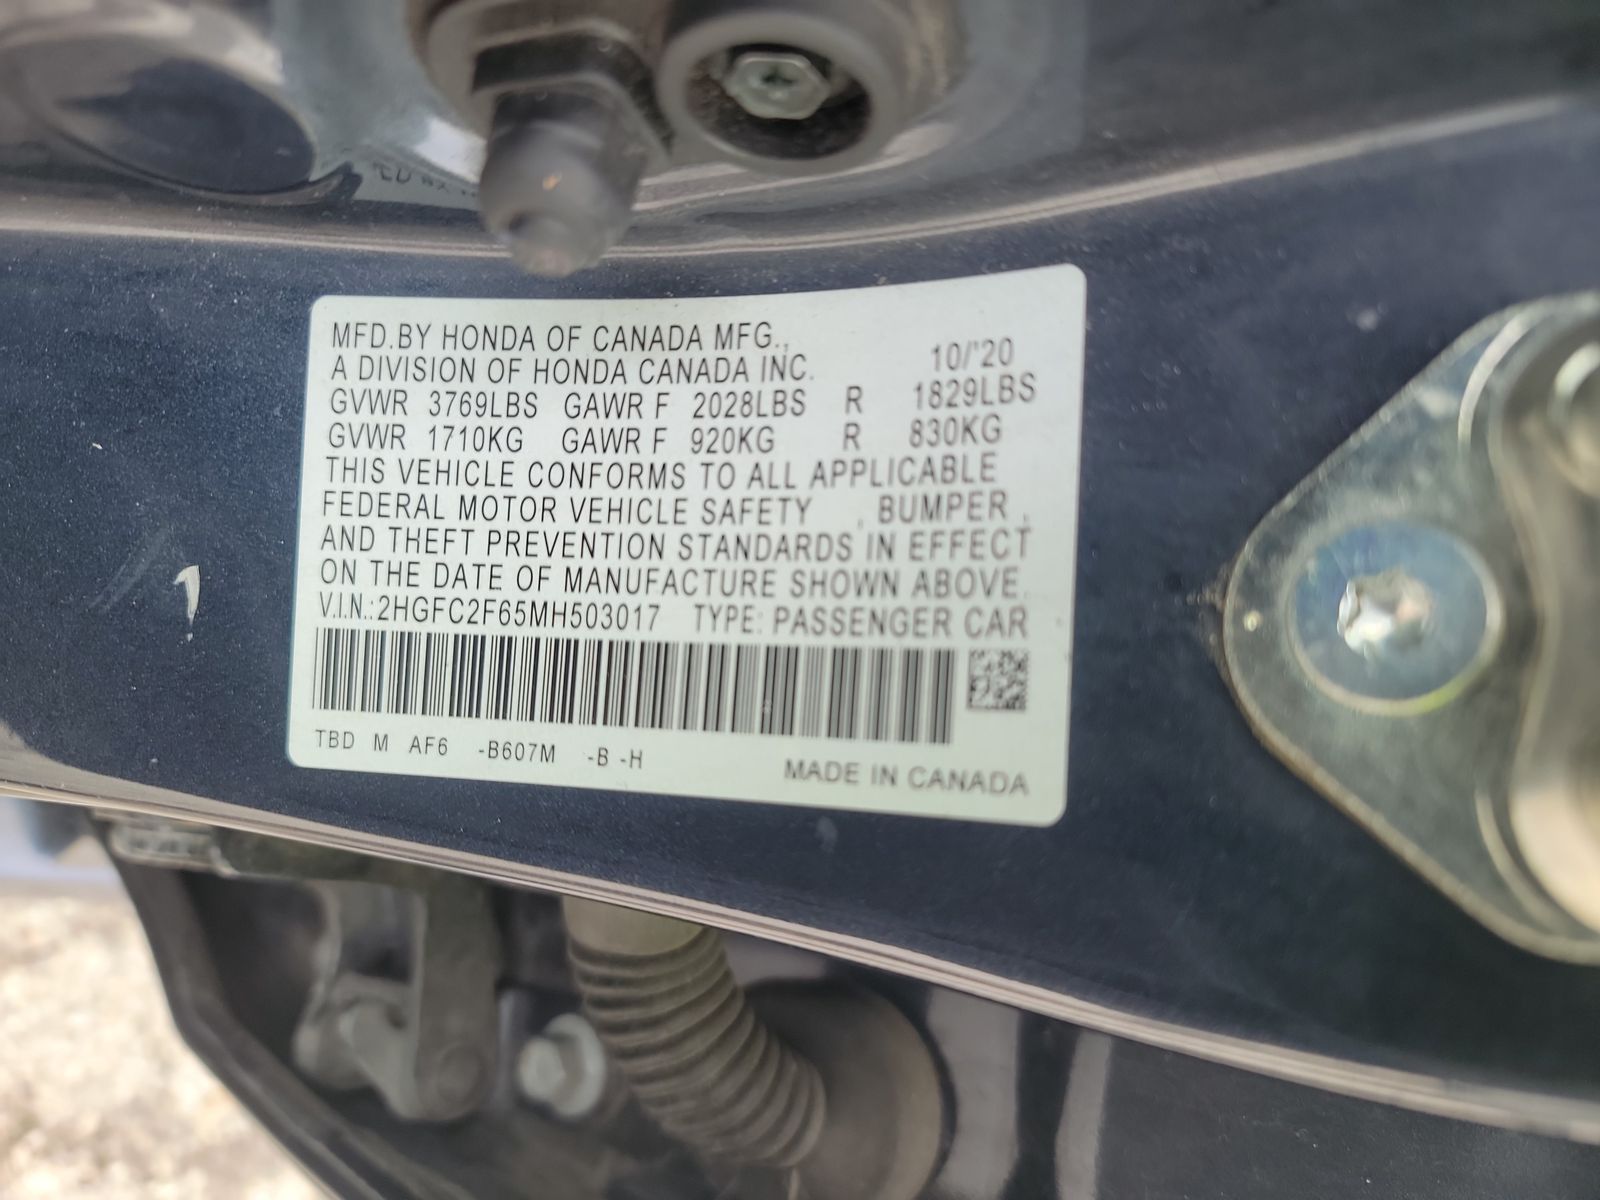 MFD.BY HONDA OF CANADA MFG.,
A DIVISION OF HONDA CANADA INC. 10/'20
GVWR 3769LBS GAWR F 2028LBS R 1829LBS
GVWR 1710KG GAWR F 920KG R 830KG
THIS VEHICLE CONFORMS TO ALL APPLICABLE
FEDERAL MOTOR VEHICLE SAFETY , BUMPER ,
AND THEFT PREVENTION STANDARDS IN EFFECT
ON THE DATE OF MANUFACTURE SHOWN ABOVE.
V.I.N.:2HGFC2F65MH503017 TYPE: PASSENGER CAR
TBD M AF6 -B607M -B -H
MADE IN CANADA